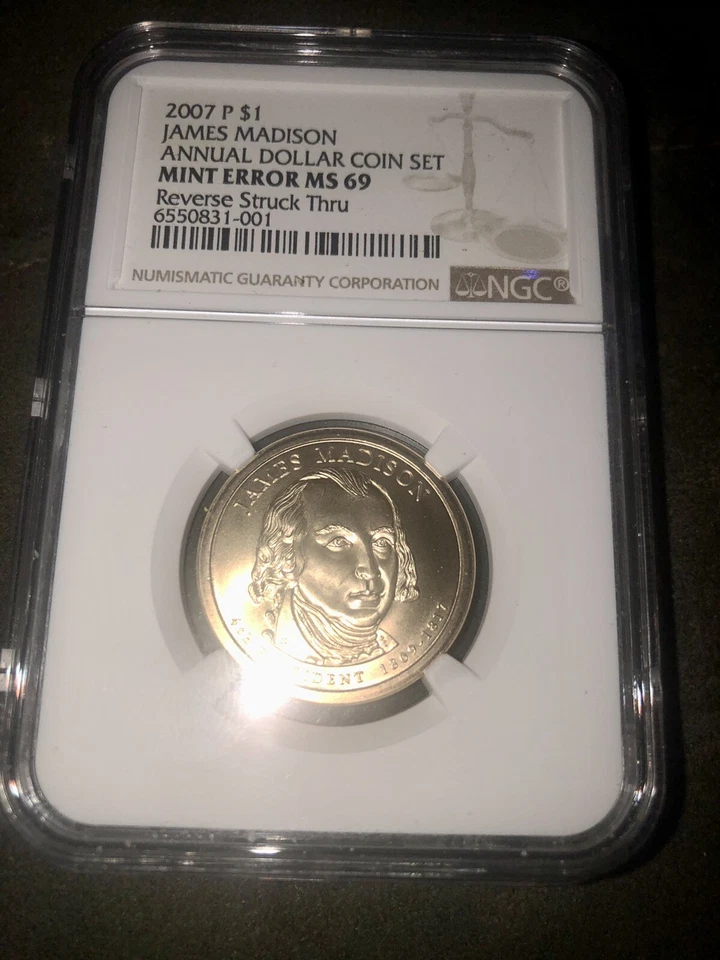 2007 P $1
JAMES MADISON
ANNUAL DOLLAR COIN SET
MINT ERROR MS 69
Reverse Struck Thru
6550831-001
NUMISMATIC GUARANTY CORPORATION
NGC®
JAMES MADISON
1809-1817